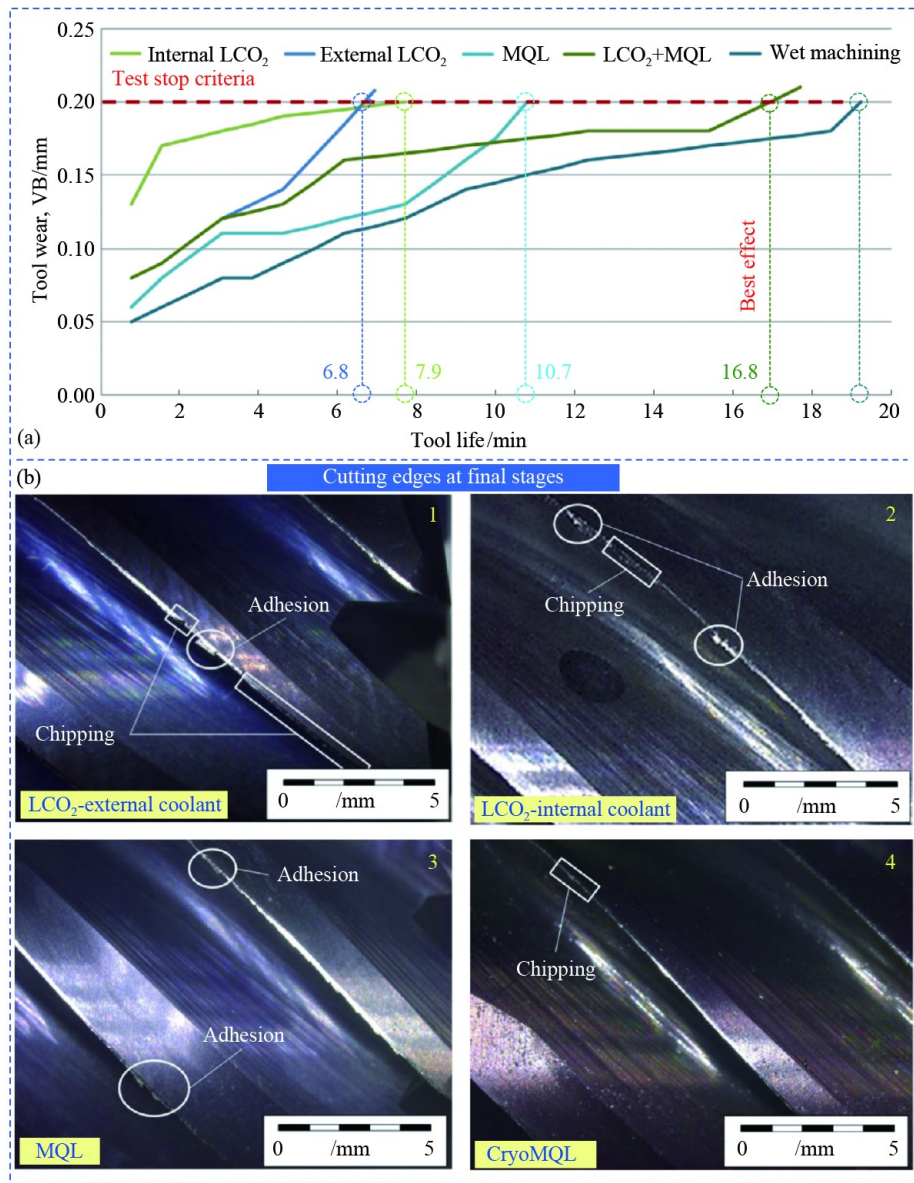 0.25
Internal LCO₂ External LCO₂ MQL LCO₂+MQL Wet machining
Test stop criteria
0.20
0.15
0.10
0.05
0.00
Tool wear, VB/mm
Best effect
6.8 7.9 10.7 16.8
0 2 4 6 8 10 12 14 16 18 20
(a) Tool life/min
(b) Cutting edges at final stages
1
Adhesion
Chipping
LCO₂-external coolant
0 /mm 5
2
Adhesion
Chipping
LCO₂-internal coolant
0 /mm 5
3
Adhesion
Adhesion
MQL
0 /mm 5
4
Chipping
CryoMQL
0 /mm 5